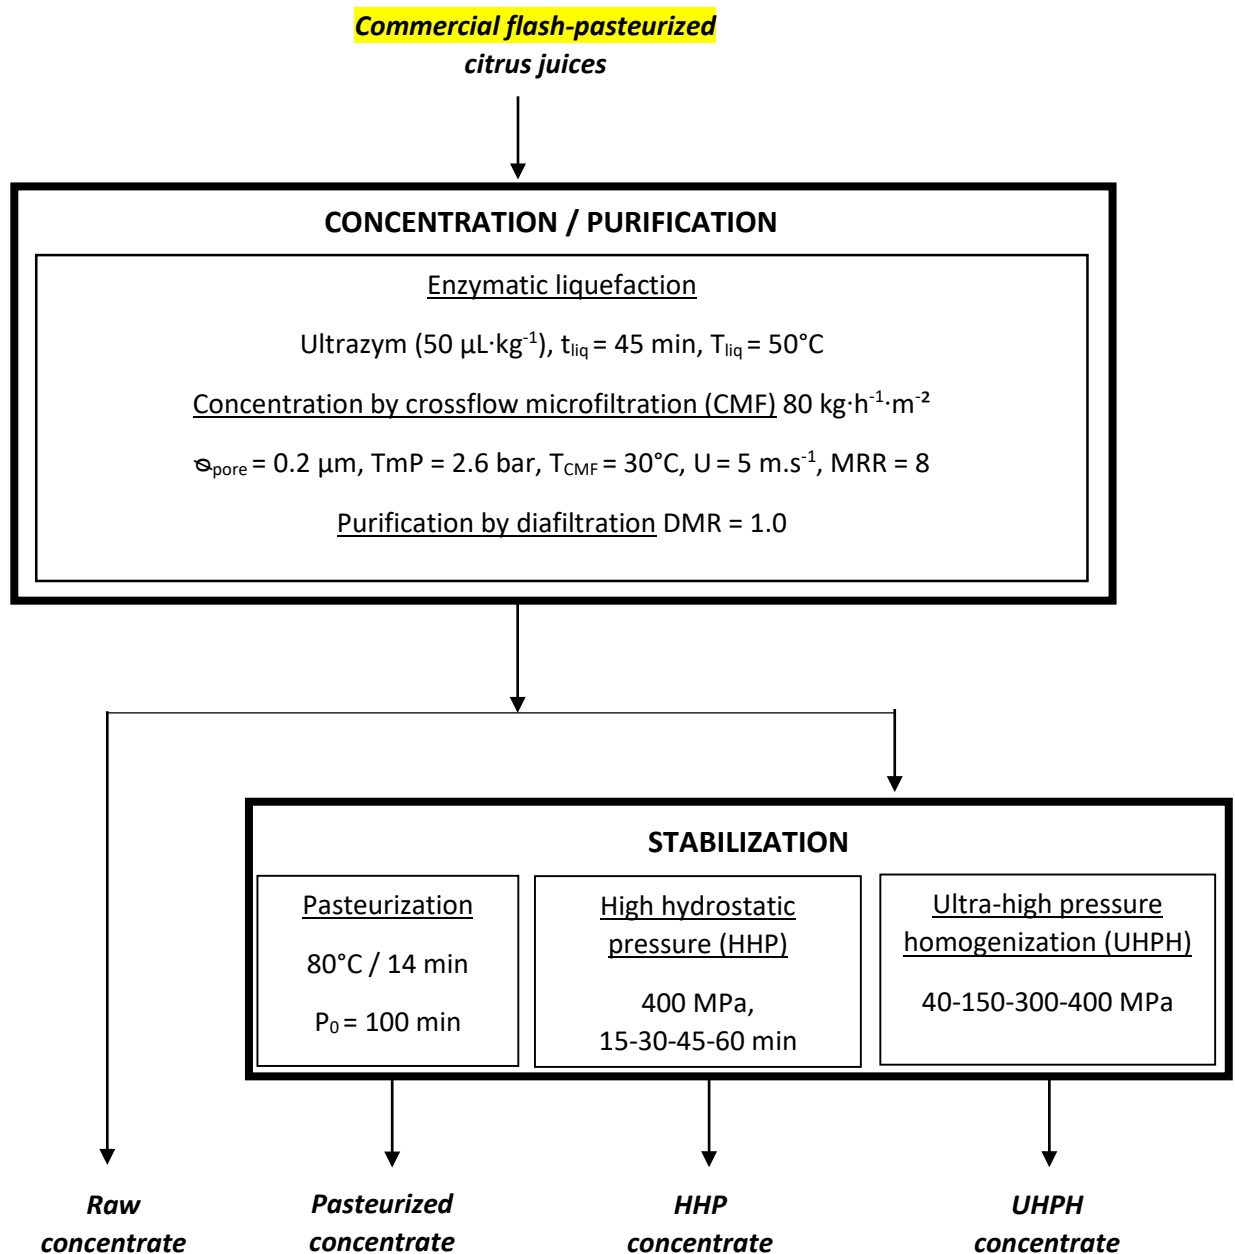 Commercial flash-pasteurized
citrus juices
CONCENTRATION / PURIFICATION
Enzymatic liquefaction
Ultrazym (50 µL·kg⁻¹), tliq = 45 min, Tliq = 50°C
Concentration by crossflow microfiltration (CMF) 80 kg·h⁻¹·m⁻²
⌀pore = 0.2 µm, TmP = 2.6 bar, TCMF = 30°C, U = 5 m.s⁻¹, MRR = 8
Purification by diafiltration DMR = 1.0
STABILIZATION
Pasteurization
80°C / 14 min
P₀ = 100 min
High hydrostatic
pressure (HHP)
400 MPa,
15-30-45-60 min
Ultra-high pressure
homogenization (UHPH)
40-150-300-400 MPa
Raw
concentrate
Pasteurized
concentrate
HHP
concentrate
UHPH
concentrate